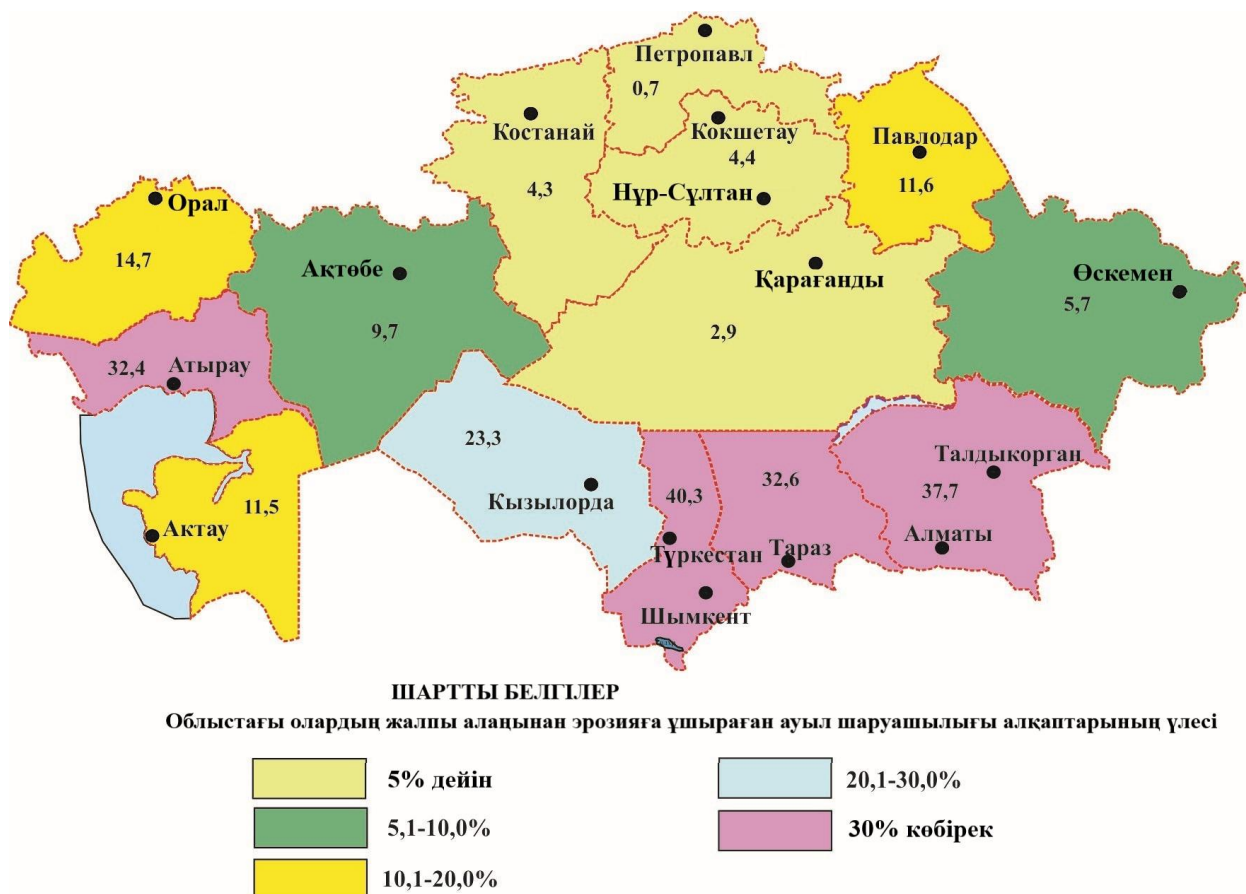 Петропавл
0,7
Костанай
Кокшетау
4,3
4,4
Павлодар
11,6
Нұр-Сұлтан
Орал
14,7
Ақтөбе
9,7
Қарағанды
2,9
Өскемен
5,7
32,4
Атырау
23,3
Кызылорда
Талдыкорган
37,7
40,3
32,6
11,5
Актау
Түркестан
Тараз
Алматы
Шымкент
ШАРТТЫ БЕЛГІЛЕР
Облыстағы олардың жалпы алаңынан эрозияға ұшыраған ауыл шаруашылығы алқаптарының үлесі
5% дейін
5,1-10,0%
10,1-20,0%
20,1-30,0%
30% көбірек